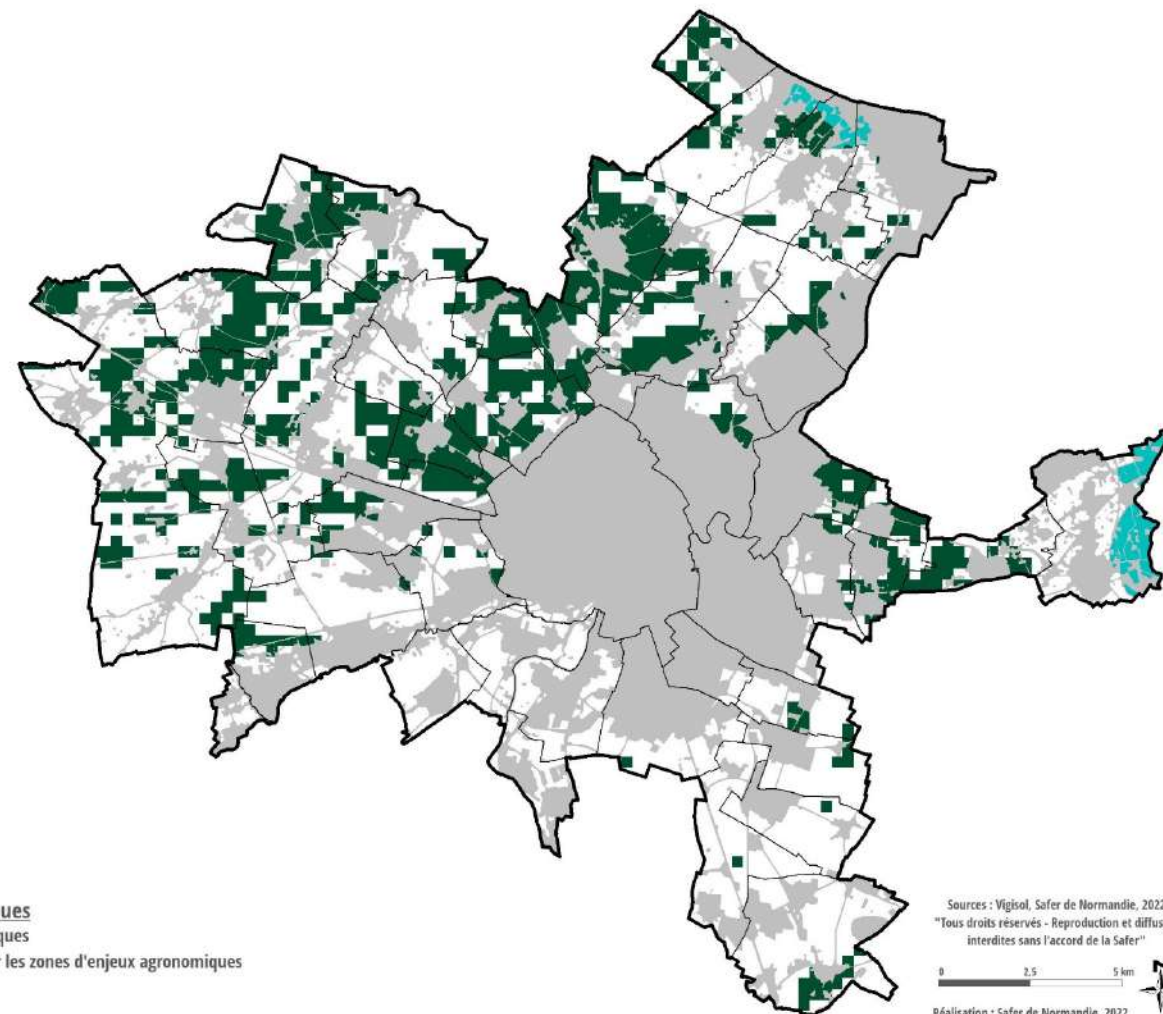 ues
ques
les zones d'enjeux agronomiques
Sources : Vigisol, Safer de Normandie, 2022
"Tous droits réservés - Reproduction et diffus
interdites sans l'accord de la Safer"
0 2,5 5 km
Réalisation : Safer de Normandie, 2022